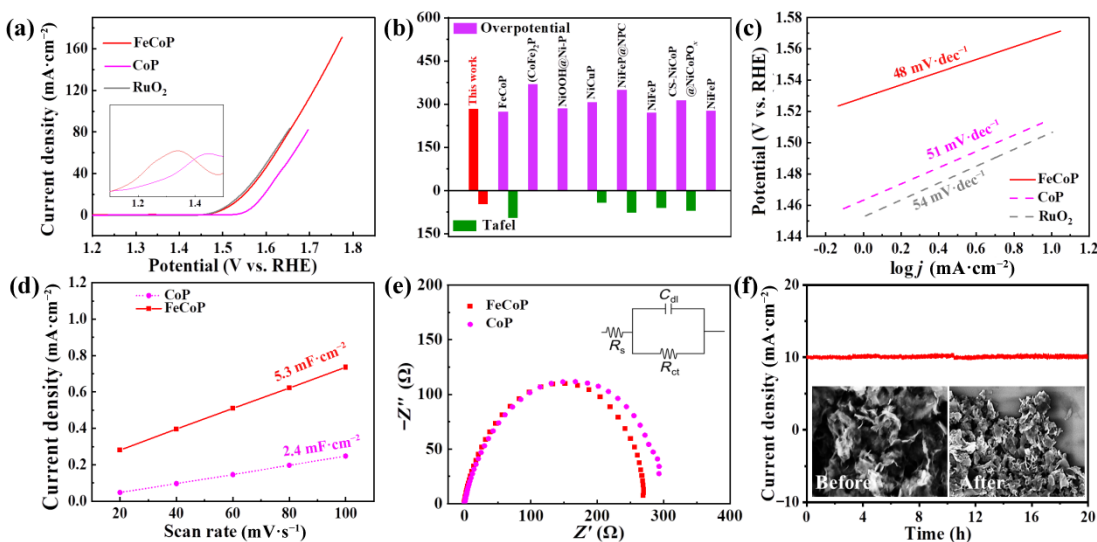 (a)
Current density (mA·cm⁻²)
160
120
80
40
0
FeCoP
CoP
RuO₂
1.2 1.4
1.2 1.3 1.4 1.5 1.6 1.7 1.8
Potential (V vs. RHE)
(b)
600
450
300
150
0
150
Overpotential
This work
FeCoP
(CoFe)₂P
NiOOH@Ni-P
NiCuP
NiFeP@NPC
NiFeP
CS-NiCoP
@NiCoPOₓ
NiFeP
Tafel
(c)
Potential (V vs. RHE)
1.58
1.56
1.54
1.52
1.50
1.48
1.46
1.44
48 mV·dec⁻¹
51 mV·dec⁻¹
54 mV·dec⁻¹
FeCoP
CoP
RuO₂
-0.2 0.0 0.2 0.4 0.6 0.8 1.0 1.2
log j (mA·cm⁻²)
(d)
Current density (mA·cm⁻²)
1.2
1.0
0.8
0.6
0.4
0.2
0.0
CoP
FeCoP
5.3 mF·cm⁻²
2.4 mF·cm⁻²
20 40 60 80 100
Scan rate (mV·s⁻¹)
(e)
−Z″ (Ω)
200
150
100
50
0
FeCoP
CoP
Cdl
Rs
Rct
0 100 200 300 400
Z′ (Ω)
(f)
Current density (mA·cm⁻²)
20
10
0
−10
Before
After
0 4 8 12 16 20
Time (h)